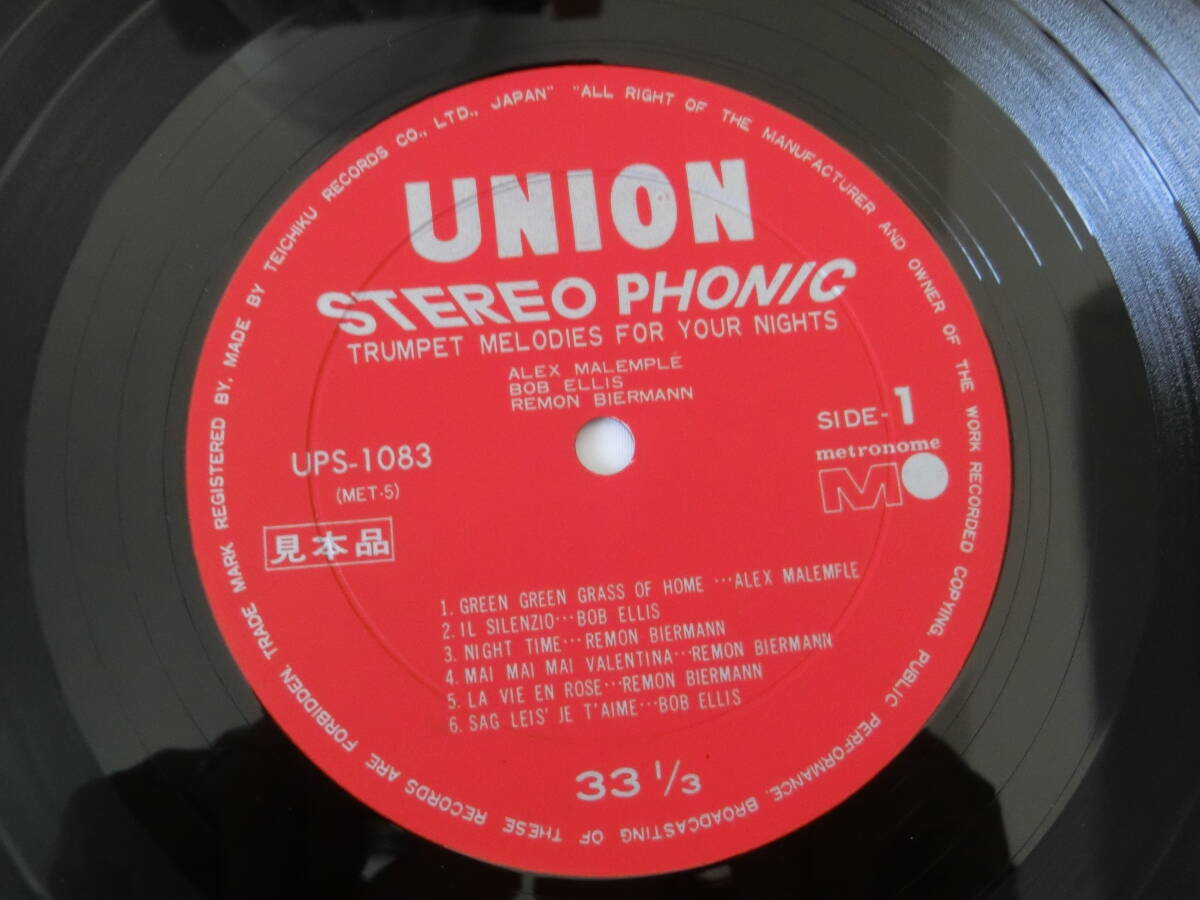 UNION
STEREO PHONIC
TRUMPET MELODIES FOR YOUR NIGHTS
ALEX MALEMPLÉ
BOB ELLIS
REMON BIERMANN
SIDE-1
metronome
M
UPS-1083
(MET・5)
見本品
1. GREEN GREEN GRASS OF HOME …ALEX MALEMFLE
2. IL SILENZIO…BOB ELLIS
3. NIGHT TIME…REMON BIERMANN
4. MAI MAI MAI VALENTINA…REMON BIERMANN
5. LA VIE EN ROSE…REMON BIERMANN
6. SAG LEIS' JE T'AIME…BOB ELLIS
33 1/3
TRADE MARK REGISTERED BY. MADE BY TEICHIKU RECORDS CO., LTD., JAPAN" "ALL RIGHT OF THE MANUFACTURER AND OWNER OF THE WORK RECORDED COPYING, PUBLIC PERFORMANCE, BROADCASTING OF THESE RECORDS ARE FORBIDDEN,